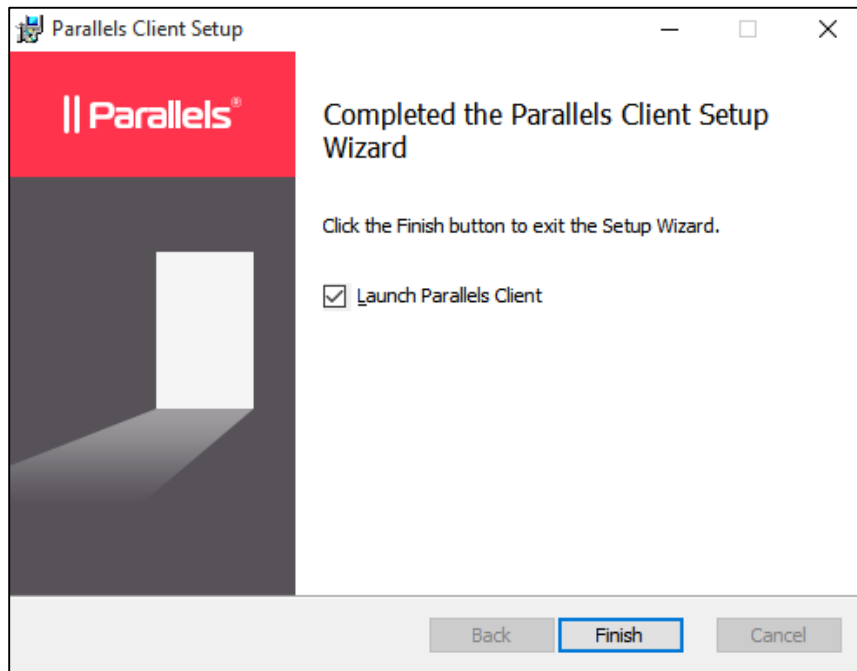 Parallels Client Setup
|| Parallels®
Completed the Parallels Client Setup
Wizard
Click the Finish button to exit the Setup Wizard.
Launch Parallels Client
Back Finish Cancel